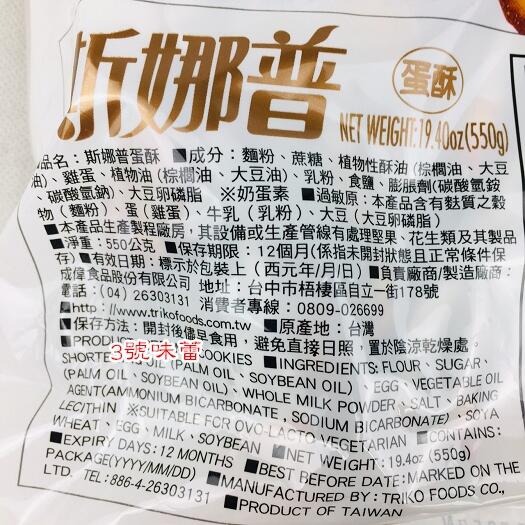 斯娜普
蛋酥
NET WEIGHT:19.40oz(550g)
品名：斯娜普蛋酥 ■成分：麵粉、蔗糖、植物性酥油(棕櫚油、大豆
油)、雞蛋、植物油(棕櫚油、大豆油)、乳粉、食鹽、膨脹劑(碳酸氫銨
、碳酸氫鈉)、大豆卵磷脂 ※奶蛋素 ■過敏原：本產品含有麩質之穀
物(麵粉)、蛋(雞蛋)、牛乳(乳粉)、大豆(大豆卵磷脂)
■本產品生產製程廠房，其設備或生產管線有處理堅果、花生類及其製品
■淨重：550公克 ■保存期限：12個月(係指未開封狀態且正常條件保
存) ■有效日期：標示於包裝上(西元年/月/日) ■負責廠商/製造廠商：
成偉食品股份有限公司 地址：台中市梧棲區自立一街178號
電話：(04) 26303131 消費者專線：0809-026699
■http://www.trikofoods.com.tw ■原產地：台灣
■保存方法：開封後儘早食用，避免直接日照，置於陰涼乾燥處。
3號味蕾
■PRODUCT COOKIES ■INGREDIENTS: FLOUR、SUGAR、
SHORTENING OIL (PALM OIL、SOYBEAN OIL)、EGG、VEGETABLE OIL
(PALM OIL、SOYBEAN OIL)、WHOLE MILK POWDER、SALT、BAKING
AGENT(AMMONIUM BICARBONATE、SODIUM BICARBONATE)、SOYA
LECITHIN ※SUITABLE FOR OVO-LACTO VEGETARIAN ■CONTAINS:
WHEAT、EGG、MILK、SOYBEAN ■NET WEIGHT:19.4oz (550g)
■EXPIRY DAYS:12 MONTHS ■BEST BEFORE DATE:MARKED ON THE
PACKAGE(YYYY/MM/DD) ■MANUFACTURED BY:TRIKO FOODS CO.,
LTD. TEL:886-4-26303131
■PRODUCT OF TAIWAN